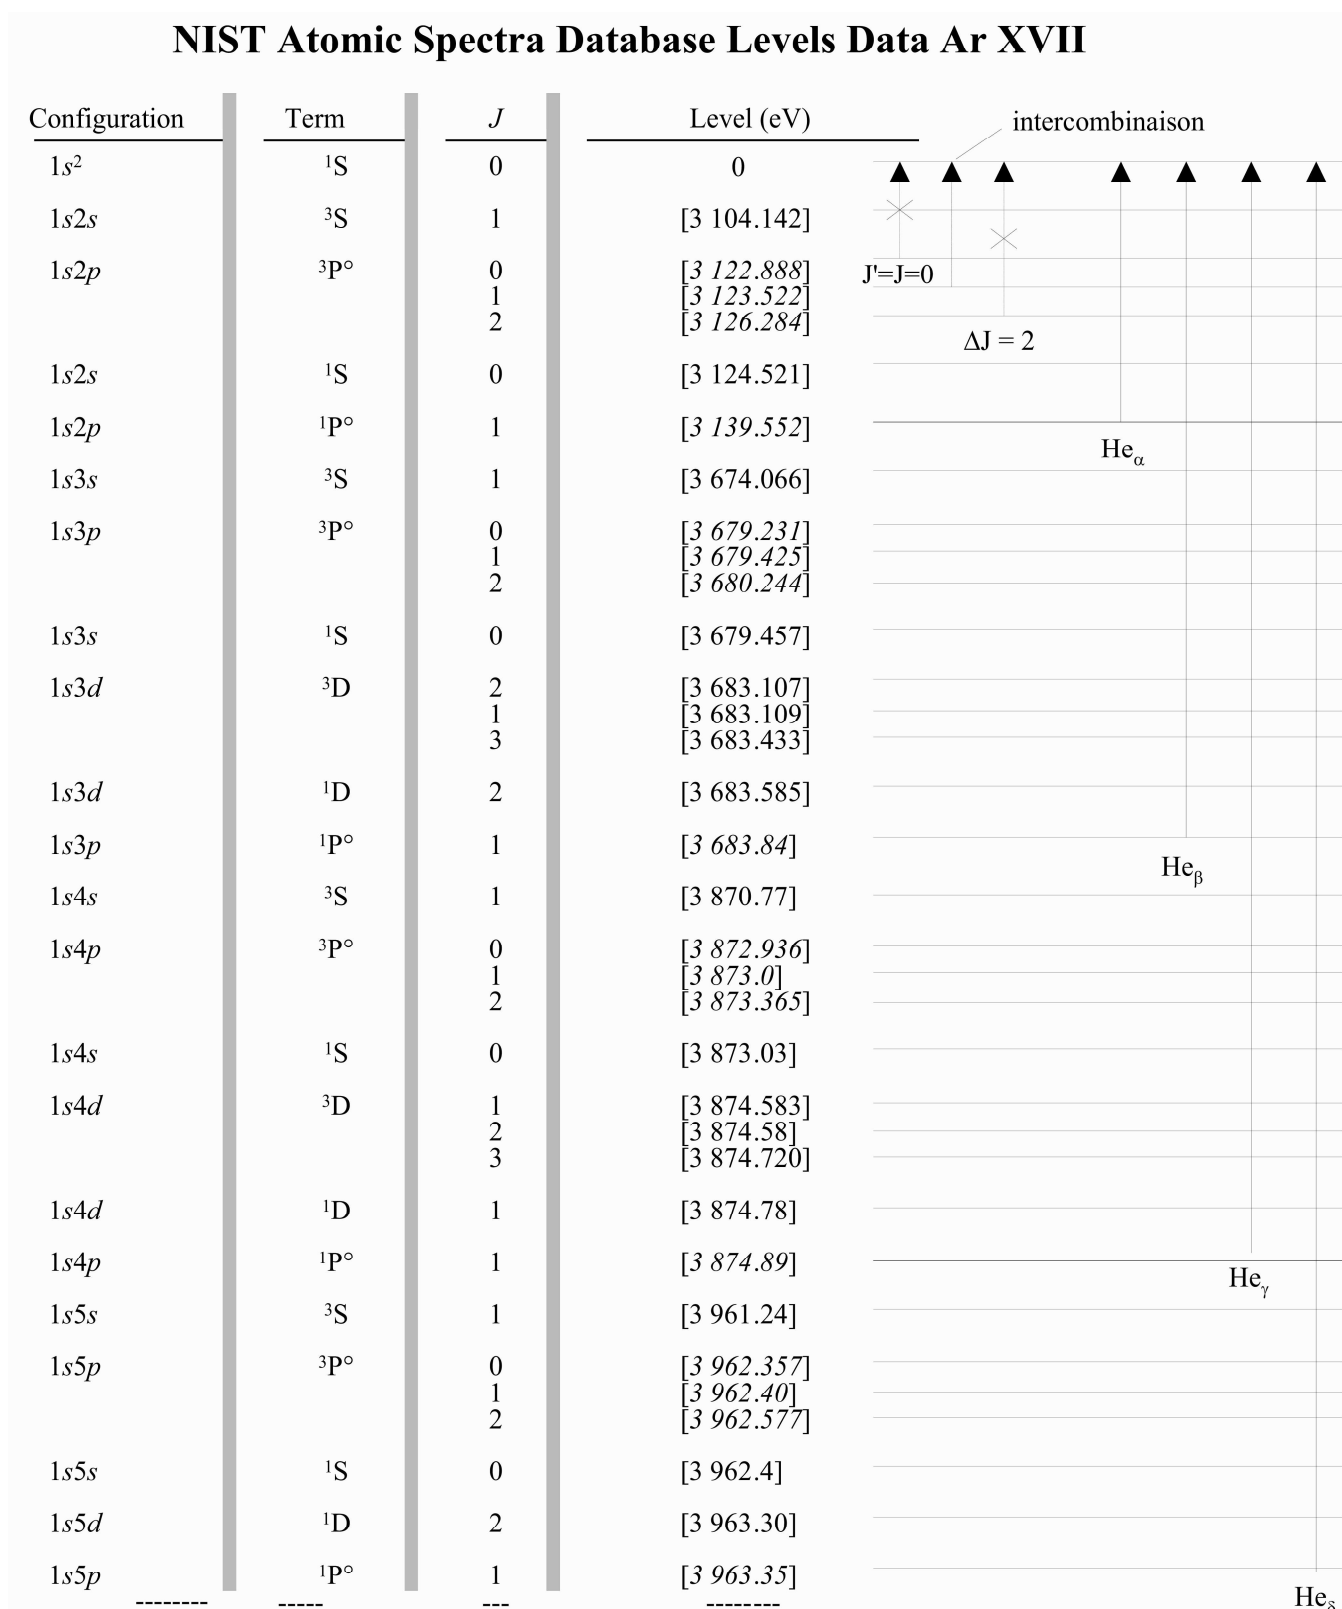 NIST Atomic Spectra Database Levels Data Ar XVII
Configuration Term J Level (eV) intercombinaison
1s² ¹S 0 0
1s2s ³S 1 [3 104.142]
1s2p ³P° 0 [3 122.888] J'=J=0
1 [3 123.522]
2 [3 126.284]
ΔJ = 2
1s2s ¹S 0 [3 124.521]
1s2p ¹P° 1 [3 139.552]
Heα
1s3s ³S 1 [3 674.066]
1s3p ³P° 0 [3 679.231]
1 [3 679.425]
2 [3 680.244]
1s3s ¹S 0 [3 679.457]
1s3d ³D 2 [3 683.107]
1 [3 683.109]
3 [3 683.433]
1s3d ¹D 2 [3 683.585]
1s3p ¹P° 1 [3 683.84]
Heβ
1s4s ³S 1 [3 870.77]
1s4p ³P° 0 [3 872.936]
1 [3 873.0]
2 [3 873.365]
1s4s ¹S 0 [3 873.03]
1s4d ³D 1 [3 874.583]
2 [3 874.58]
3 [3 874.720]
1s4d ¹D 1 [3 874.78]
1s4p ¹P° 1 [3 874.89]
Heγ
1s5s ³S 1 [3 961.24]
1s5p ³P° 0 [3 962.357]
1 [3 962.40]
2 [3 962.577]
1s5s ¹S 0 [3 962.4]
1s5d ¹D 2 [3 963.30]
1s5p ¹P° 1 [3 963.35]
-------- ----- --- --------
Heδ